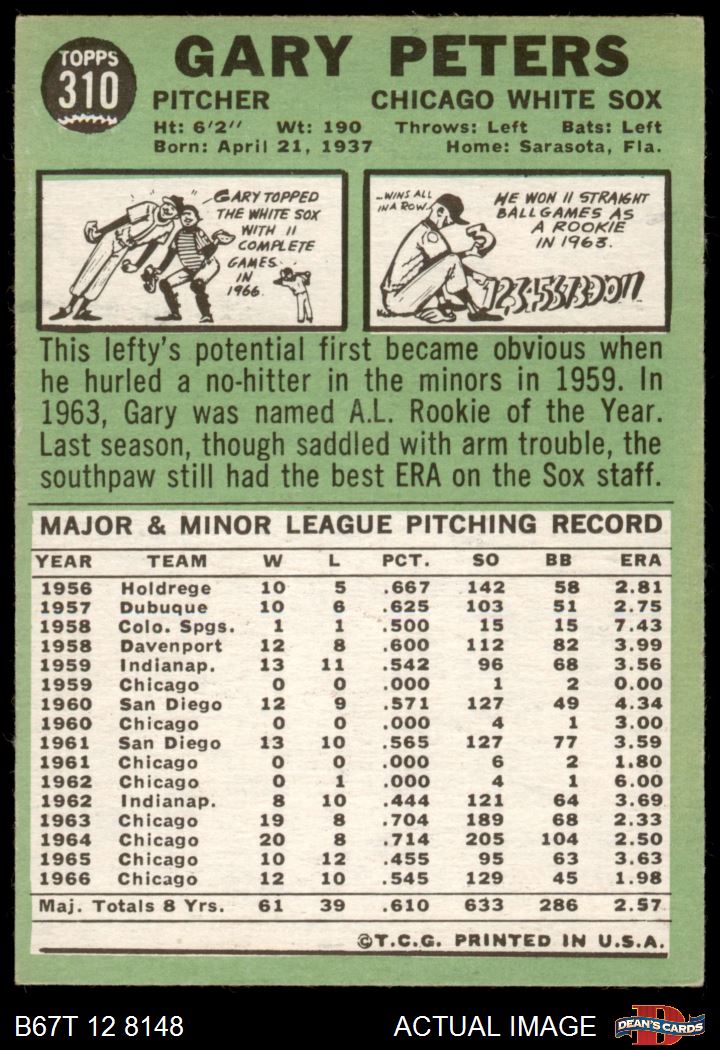 TOPPS
310
GARY PETERS
PITCHER CHICAGO WHITE SOX
Ht: 6'2" Wt: 190 Throws: Left Bats: Left
Born: April 21, 1937 Home: Sarasota, Fla.
GARY TOPPED
THE WHITE SOX
WITH 11
COMPLETE
GAMES
IN
1966.
...WINS ALL
IN A ROW..
HE WON 11 STRAIGHT
BALLGAMES AS
A ROOKIE
IN 1963.
This lefty's potential first became obvious when
he hurled a no-hitter in the minors in 1959. In
1963, Gary was named A.L. Rookie of the Year.
Last season, though saddled with arm trouble, the
southpaw still had the best ERA on the Sox staff.
MAJOR & MINOR LEAGUE PITCHING RECORD
YEAR TEAM W L PCT. SO BB ERA
1956 Holdrege 10 5 .667 142 58 2.81
1957 Dubuque 10 6 .625 103 51 2.75
1958 Colo. Spgs. 1 1 .500 15 15 7.43
1958 Davenport 12 8 .600 112 82 3.99
1959 Indianap. 13 11 .542 96 68 3.56
1959 Chicago 0 0 .000 1 2 0.00
1960 San Diego 12 9 .571 127 49 4.34
1960 Chicago 0 0 .000 4 1 3.00
1961 San Diego 13 10 .565 127 77 3.59
1961 Chicago 0 0 .000 6 2 1.80
1962 Chicago 0 1 .000 4 1 6.00
1962 Indianap. 8 10 .444 121 64 3.69
1963 Chicago 19 8 .704 189 68 2.33
1964 Chicago 20 8 .714 205 104 2.50
1965 Chicago 10 12 .455 95 63 3.63
1966 Chicago 12 10 .545 129 45 1.98
Maj. Totals 8 Yrs. 61 39 .610 633 286 2.57
©T.C.G. PRINTED IN U.S.A.
B67T 12 8148 ACTUAL IMAGE
DEAN'S CARDS